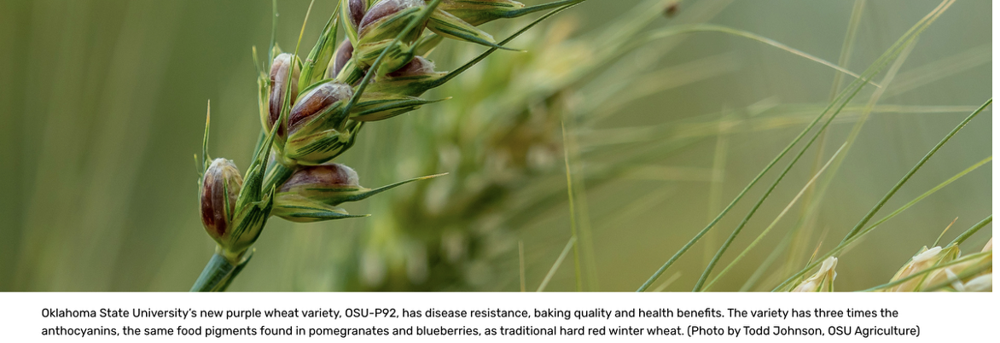 Oklahoma State University’s new purple wheat variety, OSU-P92, has disease resistance, baking quality and health benefits. The variety has three times the
anthocyanins, the same food pigments found in pomegranates and blueberries, as traditional hard red winter wheat. (Photo by Todd Johnson, OSU Agriculture)